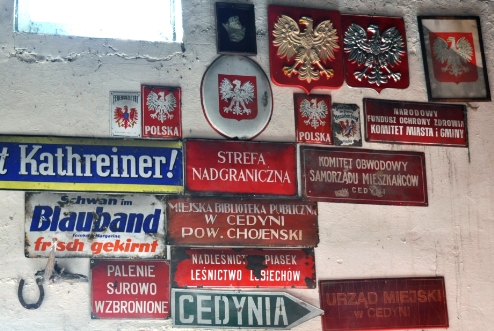 POLSKA
POLSKA
NARODOWY
FUNDUSZ OCHRONY ZDROWIA
KOMITET MIASTA i GMINY
t Kathreiner!
STREFA
NADGRANICZNA
KOMITET OBWODOWY
SAMORZĄDU MIESZKAŃCÓW
CEDYNI
Schwan im
Blauband
frisch gekirnt
MIEJSKA BIBLIOTEKA PUBLICZNA
W CEDYNI
POW. CHOJEŃSKI
PALENIE
SUROWO
WZBRONIONE
NADLEŚNICTWO PIASEK
LEŚNICTWO LUBIECHÓW
CEDYNIA
URZĄD MIEJSKI
w CEDYNI